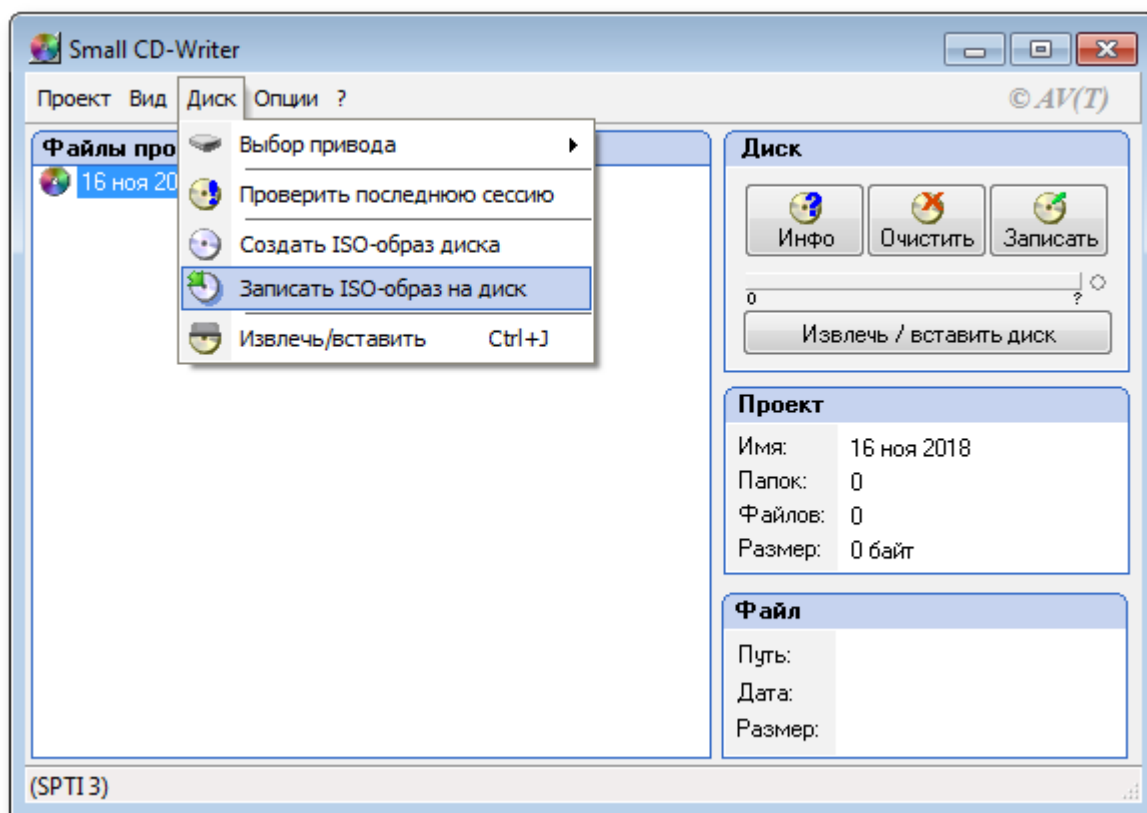 Small CD-Writer
Проект Вид Диск Опции ? © AV(T)
Файлы про
16 ноя 20
Выбор привода
Проверить последнюю сессию
Создать ISO-образ диска
Записать ISO-образ на диск
Извлечь/вставить Ctrl+J
Диск
Инфо Очистить Записать
0 ?
Извлечь / вставить диск
Проект
Имя: 16 ноя 2018
Папок: 0
Файлов: 0
Размер: 0 байт
Файл
Путь:
Дата:
Размер:
(SPTI 3)